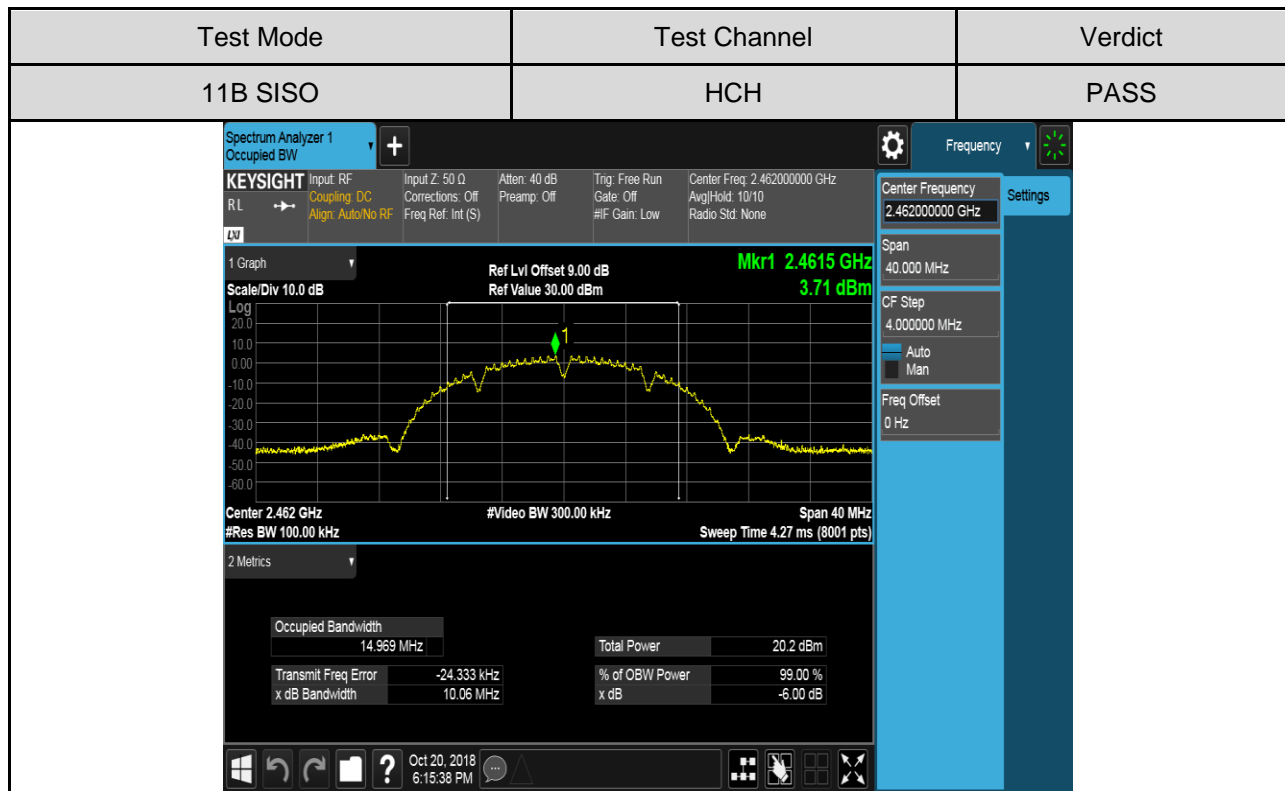 Test Mode Test Channel Verdict
11B SISO HCH PASS
Spectrum Analyzer 1
Occupied BW
Frequency
KEYSIGHT Input: RF Input Z: 50 Ω Atten: 40 dB Trig: Free Run Center Freq: 2.462000000 GHz
RL Coupling: DC Corrections: Off Preamp: Off Gate: Off Avg|Hold: 10/10
Align: Auto/No RF Freq Ref: Int (S) #IF Gain: Low Radio Std: None
LXI
Center Frequency Settings
2.462000000 GHz
Span
40.000 MHz
CF Step
4.000000 MHz
Auto
Man
Freq Offset
0 Hz
1 Graph Ref Lvl Offset 9.00 dB Mkr1 2.4615 GHz
Scale/Div 10.0 dB Ref Value 30.00 dBm 3.71 dBm
Log
20.0
10.0 1
0.00
-10.0
-20.0
-30.0
-40.0
-50.0
-60.0
Center 2.462 GHz #Video BW 300.00 kHz Span 40 MHz
#Res BW 100.00 kHz Sweep Time 4.27 ms (8001 pts)
2 Metrics
Occupied Bandwidth
14.969 MHz Total Power 20.2 dBm
Transmit Freq Error -24.333 kHz % of OBW Power 99.00 %
x dB Bandwidth 10.06 MHz x dB -6.00 dB
? Oct 20, 2018
6:15:38 PM